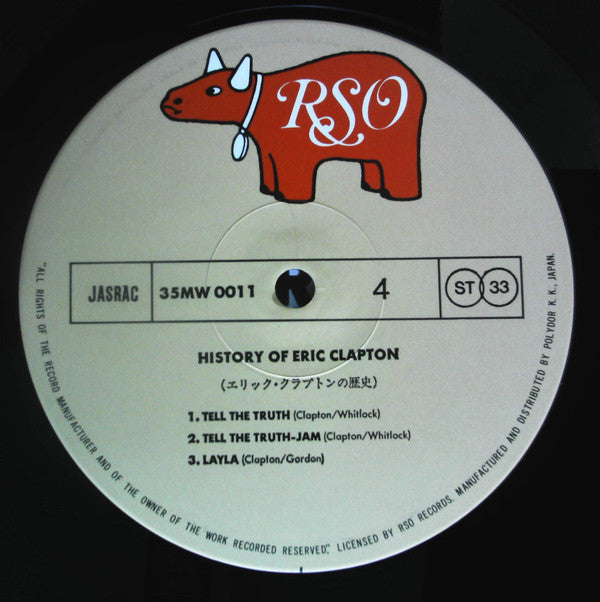 RSO
JASRAC
35MW 0011
4
ST
33
HISTORY OF ERIC CLAPTON
(エリック・クラプトンの歴史)
1. TELL THE TRUTH (Clapton/Whitlock)
2. TELL THE TRUTH-JAM (Clapton/Whitlock)
3. LAYLA (Clapton/Gordon)
"ALL RIGHTS OF THE RECORD MANUFACTURER AND OF THE OWNER OF THE WORK RECORDED RESERVED", LICENSED BY RSO RECORDS. MANUFACTURED AND DISTRIBUTED BY POLYDOR K. K., JAPAN.